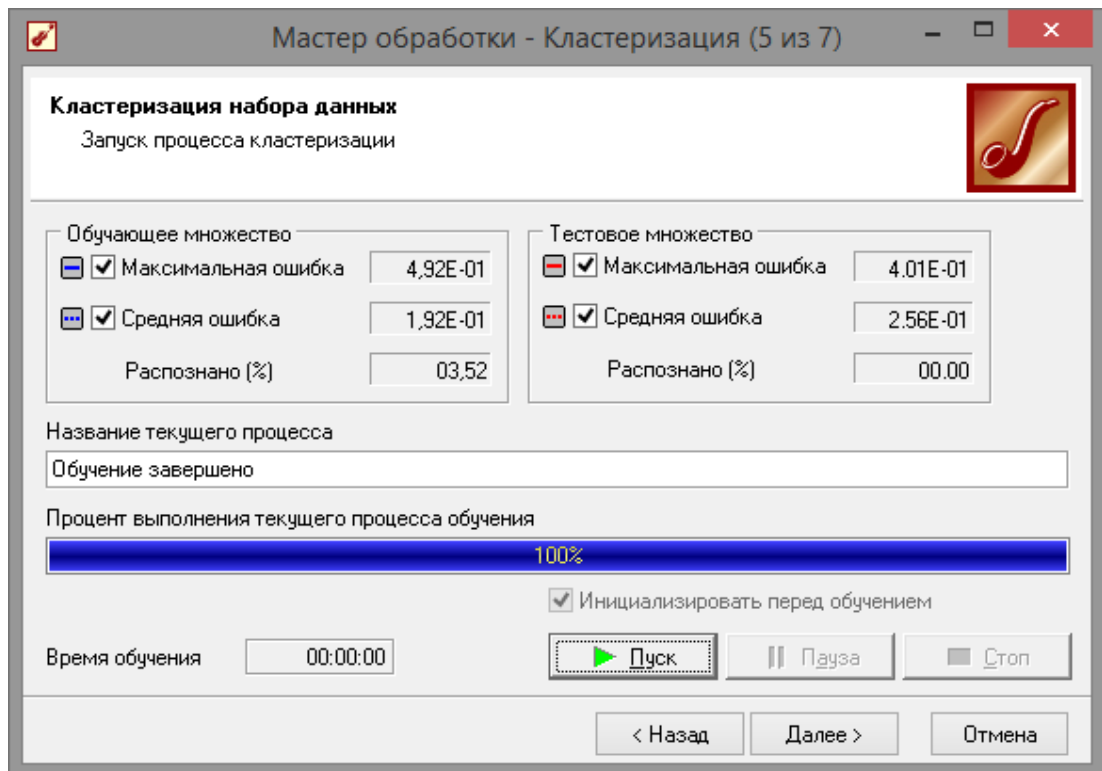 Мастер обработки - Кластеризация (5 из 7)
Кластеризация набора данных
Запуск процесса кластеризации
Обучающее множество
Максимальная ошибка 4,92E-01
Средняя ошибка 1,92E-01
Распознано (%) 03,52
Тестовое множество
Максимальная ошибка 4.01E-01
Средняя ошибка 2.56E-01
Распознано (%) 00.00
Название текущего процесса
Обучение завершено
Процент выполнения текущего процесса обучения
100%
Инициализировать перед обучением
Время обучения 00:00:00 Пуск Пауза Стоп
< Назад Далее > Отмена